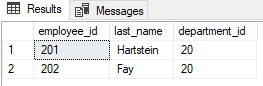 Results Messages
employee_id last_name department_id
1 201 Hartstein 20
2 202 Fay 20